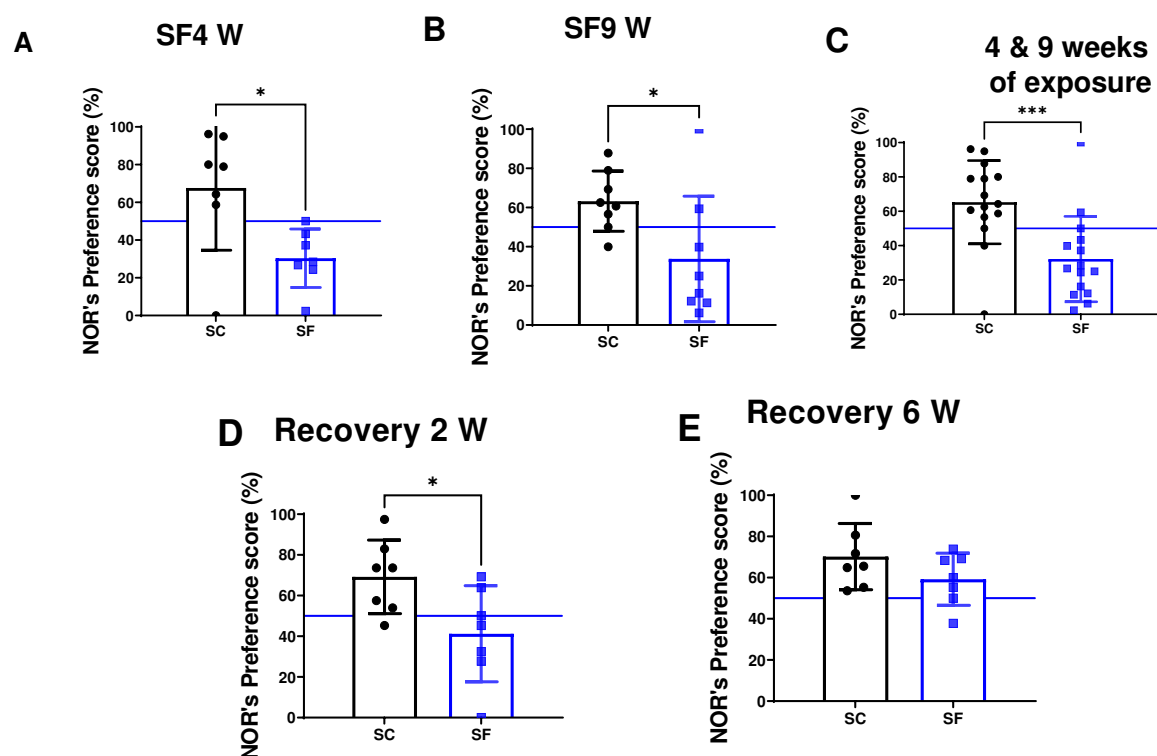 A
SF4 W
NOR's Preference score (%)
100
80
60
40
20
0
*
SC
SF
B
SF9 W
NOR's Preference score (%)
100
80
60
40
20
0
*
SC
SF
C
4 & 9 weeks
of exposure
NOR's Preference score (%)
100
80
60
40
20
0
***
SC
SF
D
Recovery 2 W
NOR's Preference score (%)
100
80
60
40
20
0
*
SC
SF
E
Recovery 6 W
NOR's Preference score (%)
100
80
60
40
20
0
SC
SF